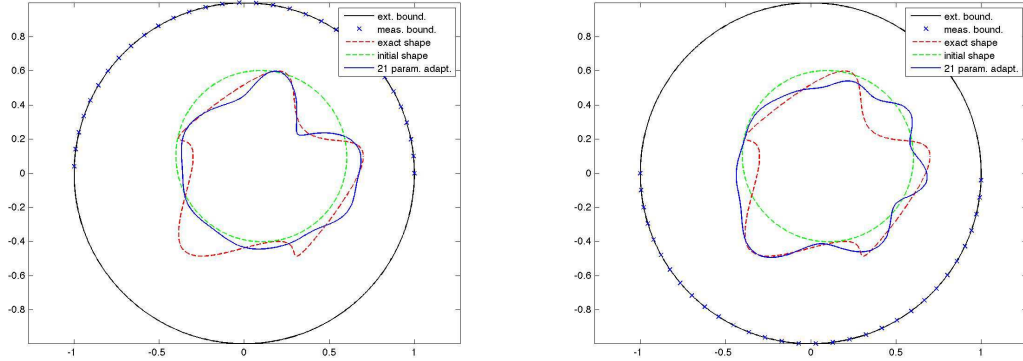 ext. bound.
meas. bound.
exact shape
initial shape
21 param. adapt.
0.8
0.6
0.4
0.2
0
-0.2
-0.4
-0.6
-0.8
-1
-0.5
0
0.5
1
ext. bound.
meas. bound.
exact shape
initial shape
21 param. adapt.
0.8
0.6
0.4
0.2
0
-0.2
-0.4
-0.6
-0.8
-1
-0.5
0
0.5
1